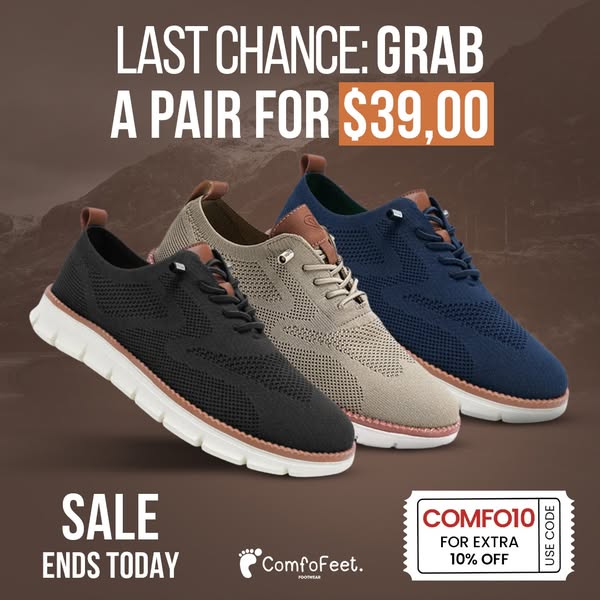 LAST CHANCE: GRAB
A PAIR FOR $39,00
SALE
ENDS TODAY
ComfoFeet.
FOOTWEAR
COMFO10
FOR EXTRA
10% OFF
USE CODE